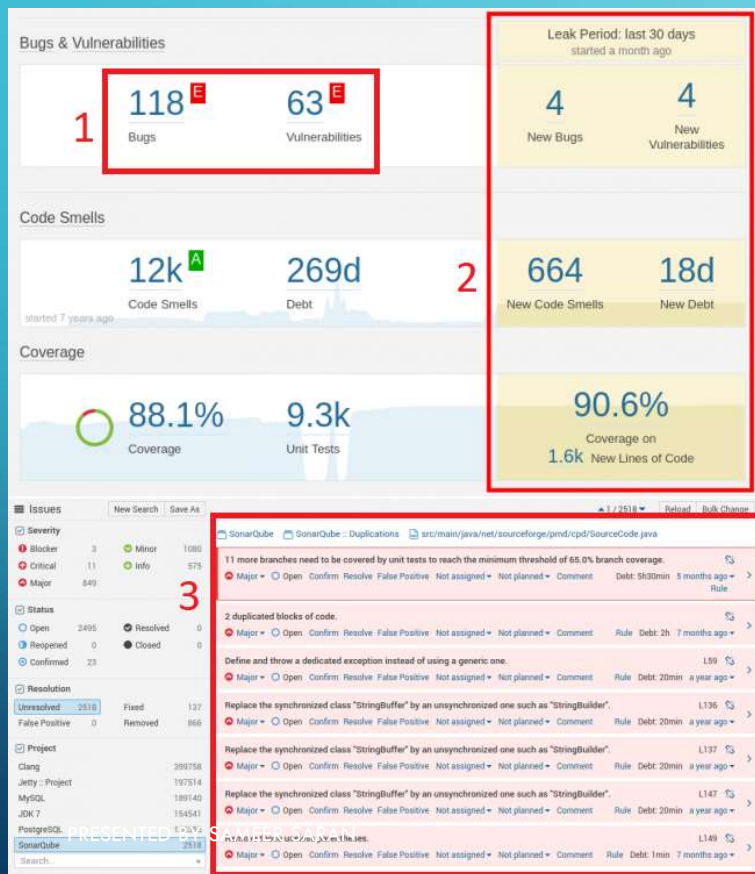 Bugs & Vulnerabilities
Leak Period: last 30 days
started a month ago
1
118 E
63 E
Bugs
Vulnerabilities
4
4
New Bugs
New Vulnerabilities
Code Smells
12k A
269d
Code Smells
Debt
started 7 years ago
2
664
18d
New Code Smells
New Debt
Coverage
88.1%
9.3k
Coverage
Unit Tests
90.6%
Coverage on
1.6k New Lines of Code
Issues New Search Save As
1 / 2518 Reload Bulk Change
Severity
Blocker 3 Minor 1080
Critical 11 Info 575
Major 849
3
Status
Open 2495 Resolved 0
Reopened 0 Closed 0
Confirmed 23
Resolution
Unresolved 2518 Fixed 137
False Positive 0 Removed 866
Project
Clang 399758
Jetty :: Project 197514
MySQL 189140
JDK 7 154541
PostgreSQL
SonarQube 2518
Search...
SonarQube SonarQube :: Duplications src/main/java/net/sourceforge/pmd/cpd/SourceCode.java
11 more branches need to be covered by unit tests to reach the minimum threshold of 65.0% branch coverage.
Major Open Confirm Resolve False Positive Not assigned Not planned Comment Debt: 5h30min 5 months ago
Rule
2 duplicated blocks of code.
Major Open Confirm Resolve False Positive Not assigned Not planned Comment Rule Debt: 2h 7 months ago
Define and throw a dedicated exception instead of using a generic one. L59
Major Open Confirm Resolve False Positive Not assigned Not planned Comment Rule Debt: 20min a year ago
Replace the synchronized class "StringBuffer" by an unsynchronized one such as "StringBuilder". L136
Major Open Confirm Resolve False Positive Not assigned Not planned Comment Rule Debt: 20min a year ago
Replace the synchronized class "StringBuffer" by an unsynchronized one such as "StringBuilder". L137
Major Open Confirm Resolve False Positive Not assigned Not planned Comment Rule Debt: 20min a year ago
Replace the synchronized class "StringBuffer" by an unsynchronized one such as "StringBuilder". L147
Major Open Confirm Resolve False Positive Not assigned Not planned Comment Rule Debt: 20min a year ago
L149
Major Open Confirm Resolve False Positive Not assigned Not planned Comment Rule Debt: 1min 7 months ago
PRESENTED BY SAMEER SARAN